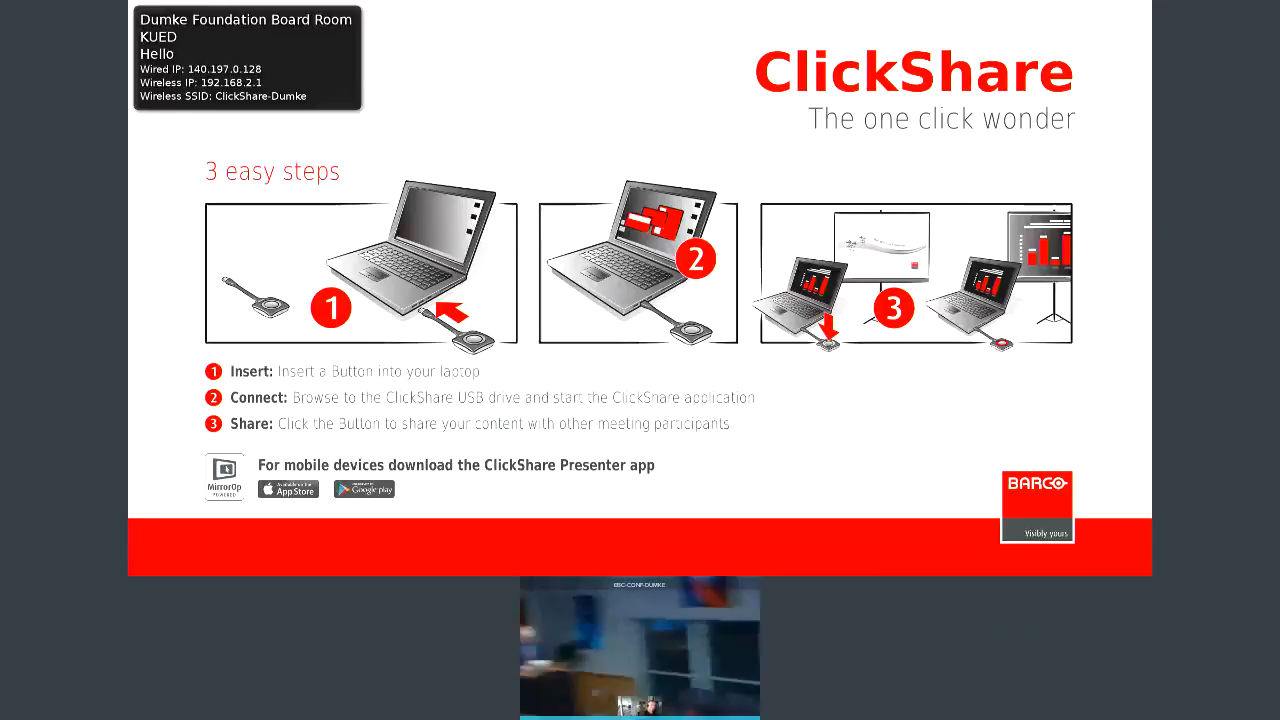 Dumke Foundation Board Room
KUED
Hello
Wired IP: 140.197.0.128
Wireless IP: 192.168.2.1
Wireless SSID: ClickShare-Dumke
ClickShare
The one click wonder
3 easy steps
1
2
3
1 Insert: Insert a Button into your laptop
2 Connect: Browse to the ClickShare USB drive and start the ClickShare application
3 Share: Click the Button to share your content with other meeting participants
For mobile devices download the ClickShare Presenter app
MirrorOp
POWERED
Available on the
App Store
Google play
BARCO
Visibly yours
EBC-CONF-DUMKE